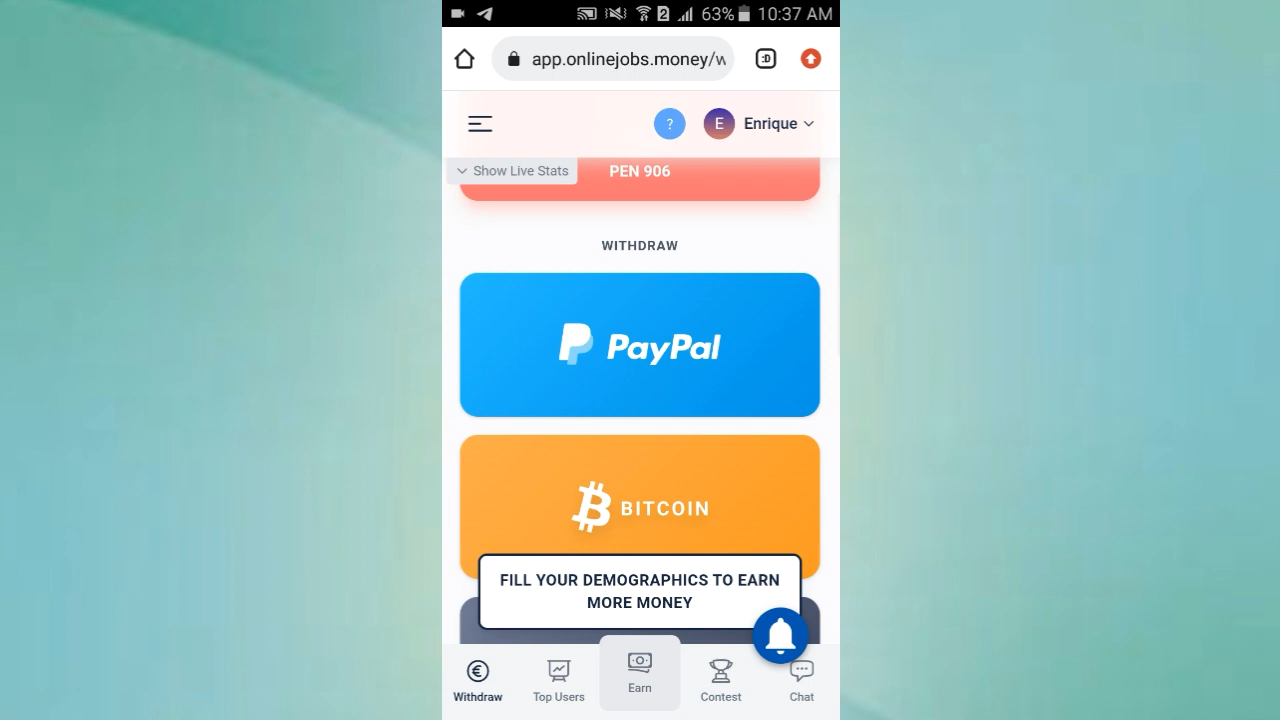 2 63% 10:37 AM
:D
app.onlinejobs.money/w
?
E Enrique
Show Live Stats
PEN 906
WITHDRAW
PayPal
BITCOIN
FILL YOUR DEMOGRAPHICS TO EARN
MORE MONEY
Withdraw
Top Users
Earn
Contest
Chat